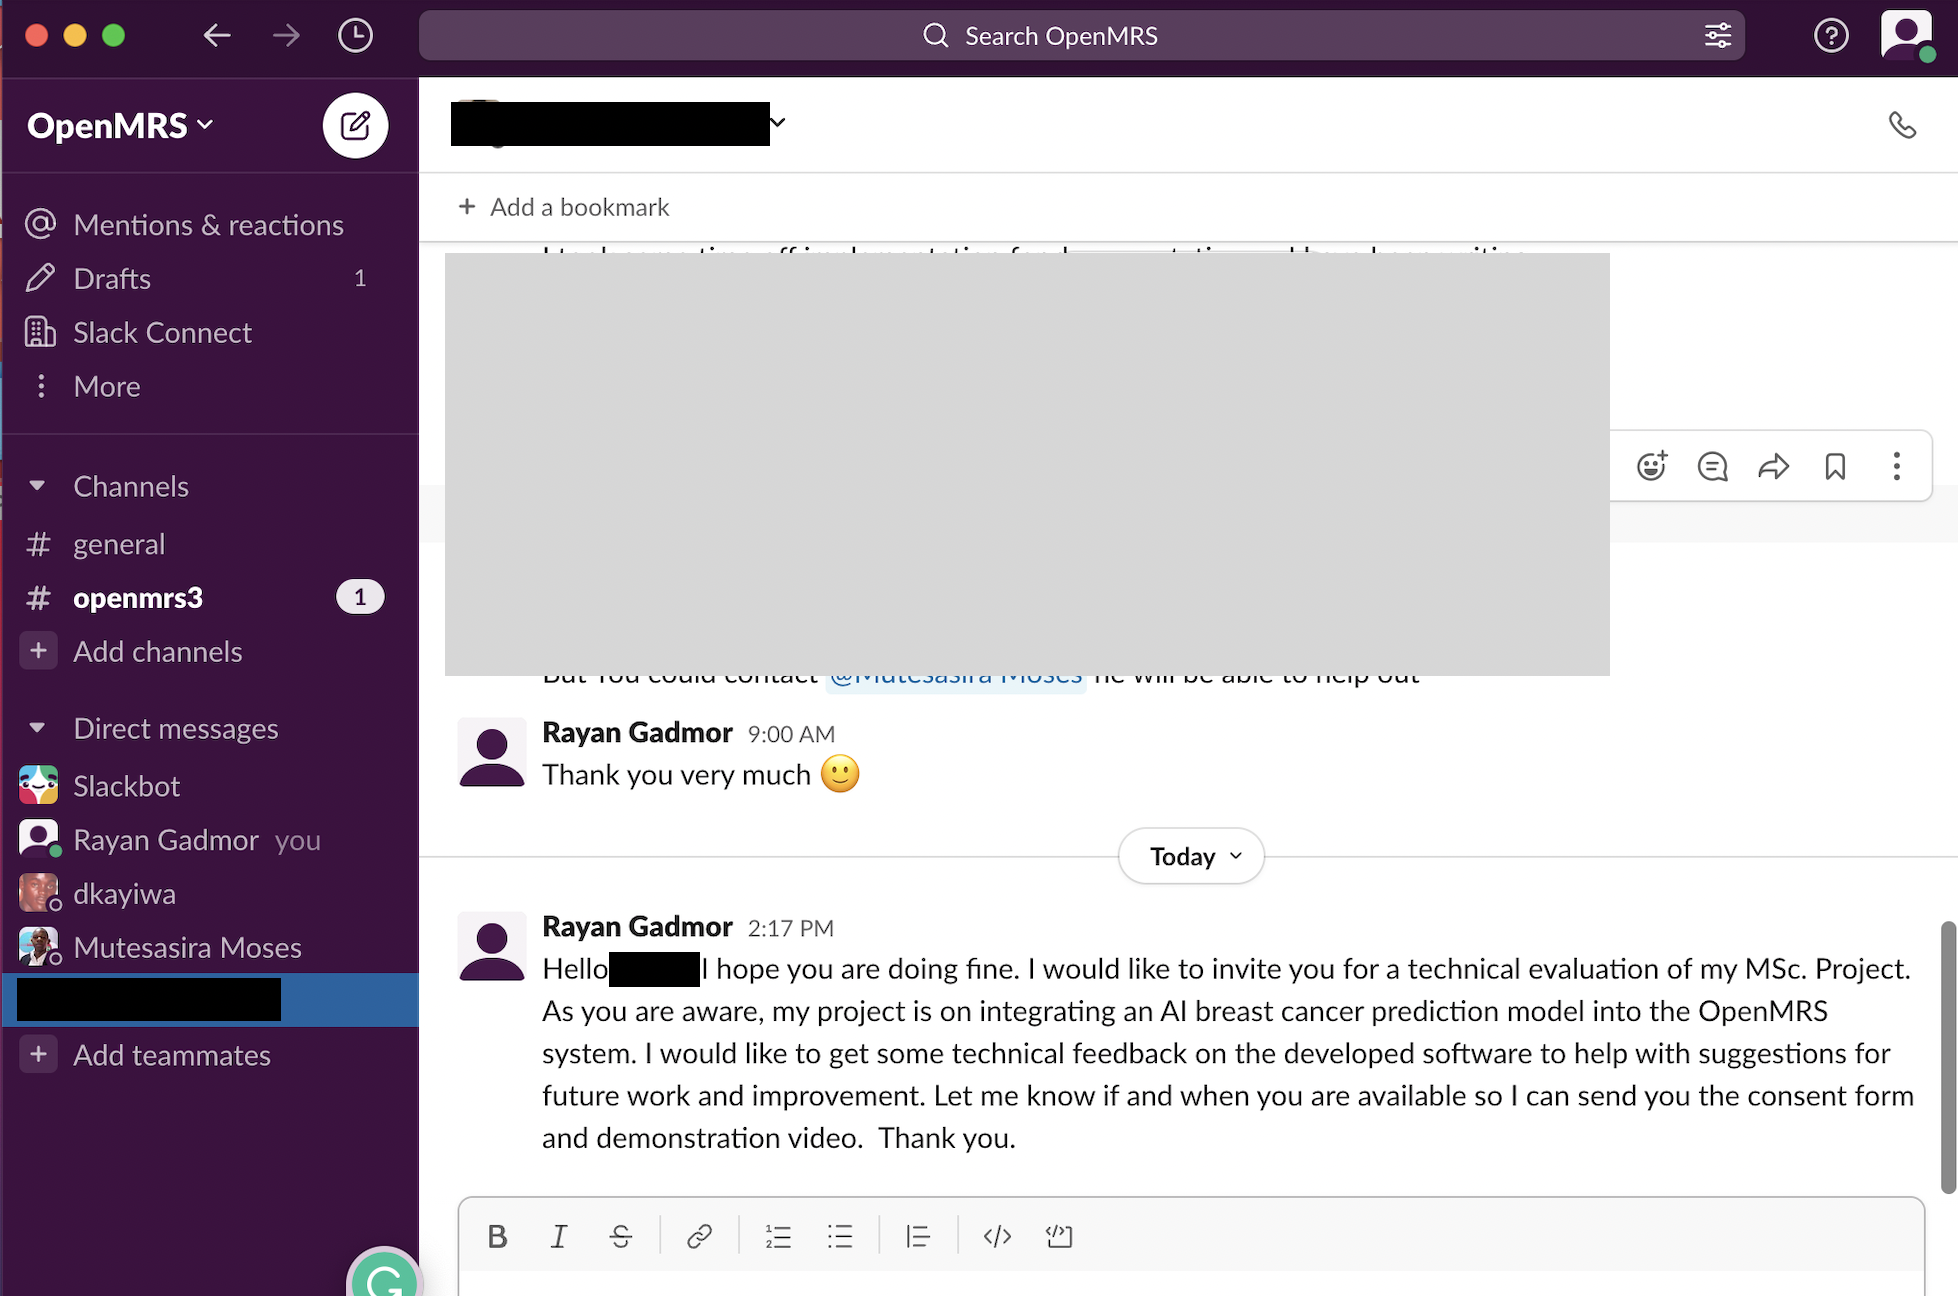 Search OpenMRS
OpenMRS
Mentions & reactions
Drafts 1
Slack Connect
More
Channels
# general
# openmrs3 1
+ Add channels
Direct messages
Slackbot
Rayan Gadmor you
dkayiwa
Mutesasira Moses
+ Add teammates
+ Add a bookmark
But You could contact @Mutesasira Moses he will be able to help out
Rayan Gadmor 9:00 AM
Thank you very much 🙂
Today
Rayan Gadmor 2:17 PM
Hello I hope you are doing fine. I would like to invite you for a technical evaluation of my MSc. Project.
As you are aware, my project is on integrating an AI breast cancer prediction model into the OpenMRS
system. I would like to get some technical feedback on the developed software to help with suggestions for
future work and improvement. Let me know if and when you are available so I can send you the consent form
and demonstration video.  Thank you.
B I S